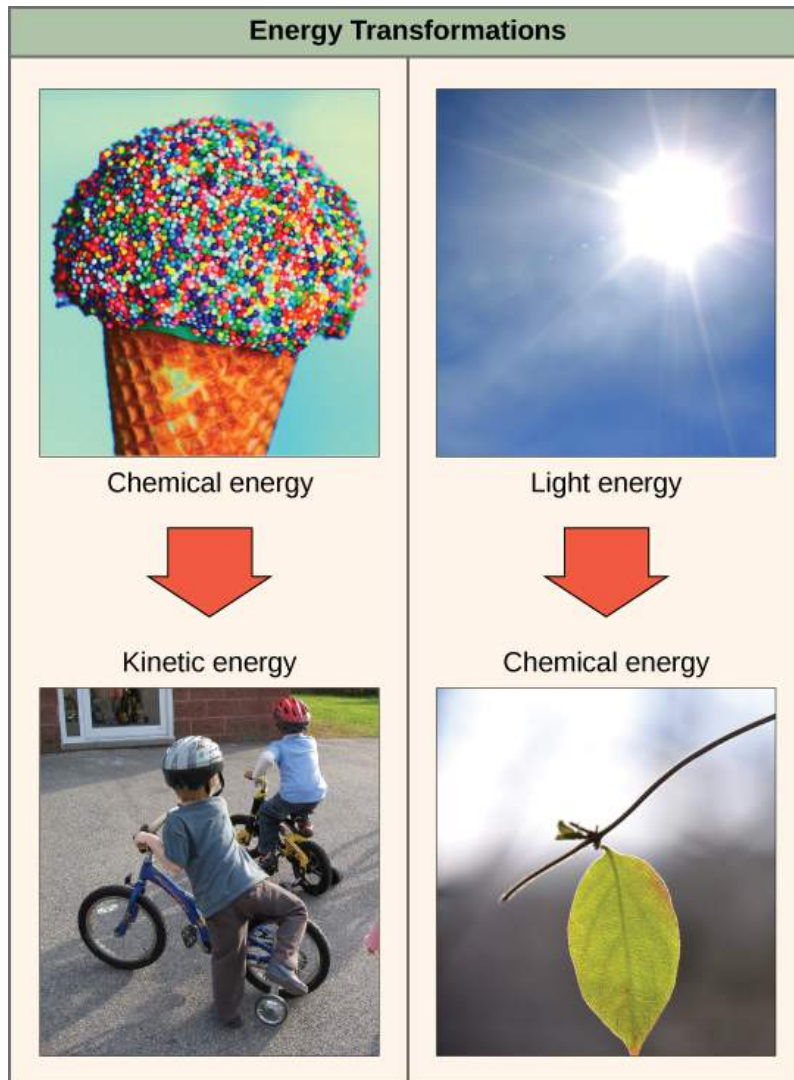 Energy Transformations
Chemical energy
Kinetic energy
Light energy
Chemical energy